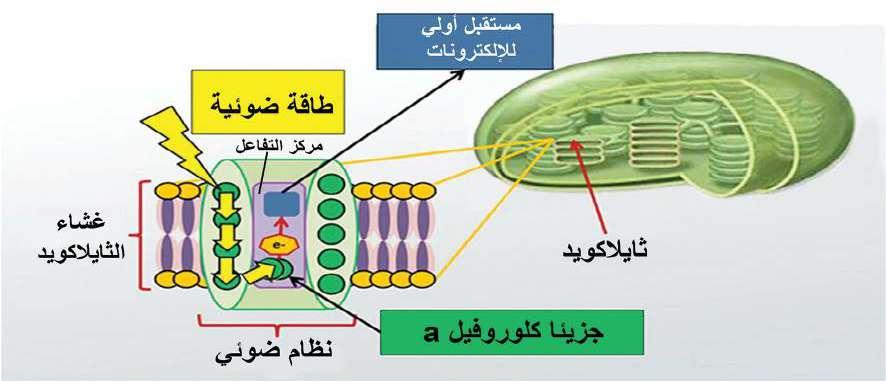 مستقبل أولي
للإلكترونات
طاقة ضوئية
مركز التفاعل
غشاء
الثايلاكويد
e-
ثايلاكويد
جزيئا كلوروفيل a
نظام ضوئي